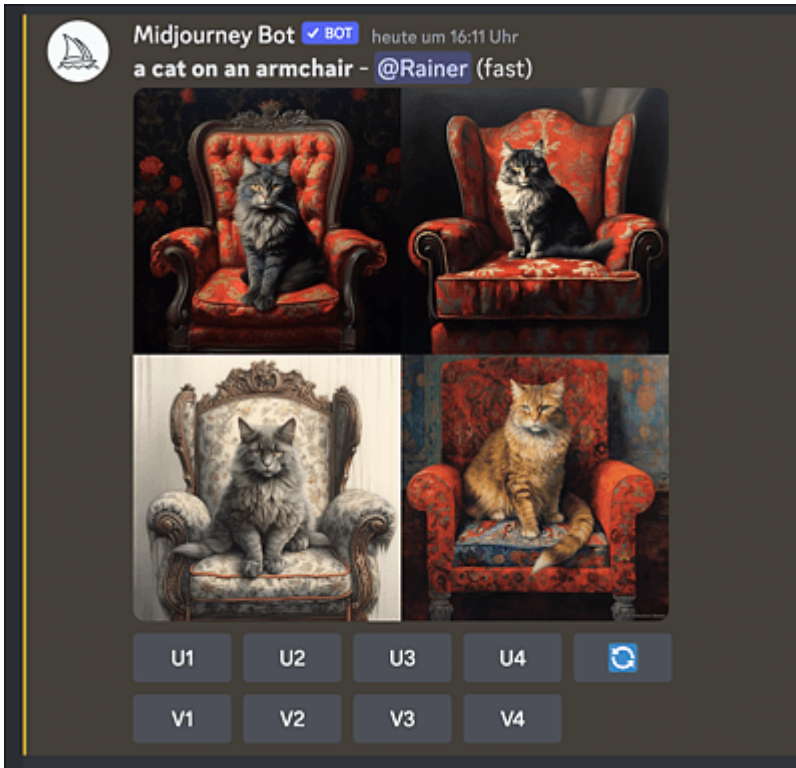 Midjourney Bot ✓ BOT heute um 16:11 Uhr
a cat on an armchair - @Rainer (fast)
U1 U2 U3 U4
V1 V2 V3 V4